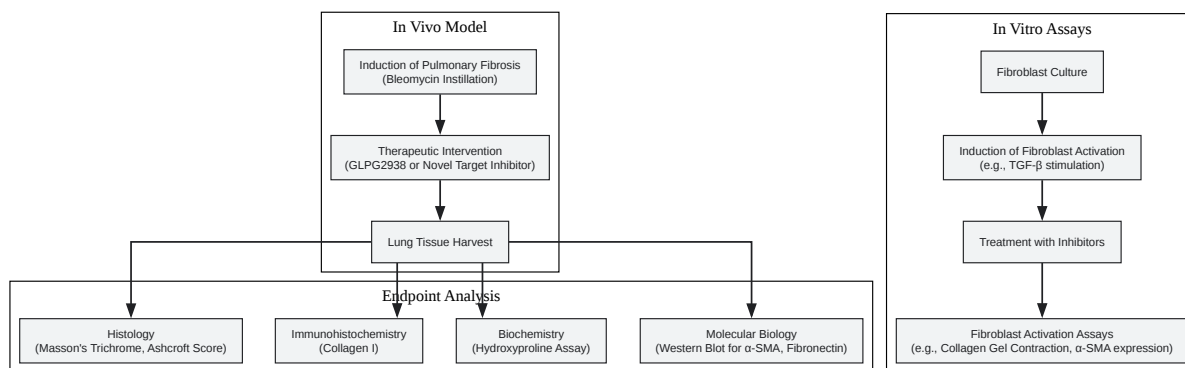 In Vivo Model
Induction of Pulmonary Fibrosis
(Bleomycin Instillation)
Therapeutic Intervention
(GLPG2938 or Novel Target Inhibitor)
Lung Tissue Harvest
Endpoint Analysis
Histology
(Masson's Trichrome, Ashcroft Score)
Immunohistochemistry
(Collagen I)
Biochemistry
(Hydroxyproline Assay)
Molecular Biology
(Western Blot for α-SMA, Fibronectin)
In Vitro Assays
Fibroblast Culture
Induction of Fibroblast Activation
(e.g., TGF-β stimulation)
Treatment with Inhibitors
Fibroblast Activation Assays
(e.g., Collagen Gel Contraction, α-SMA expression)